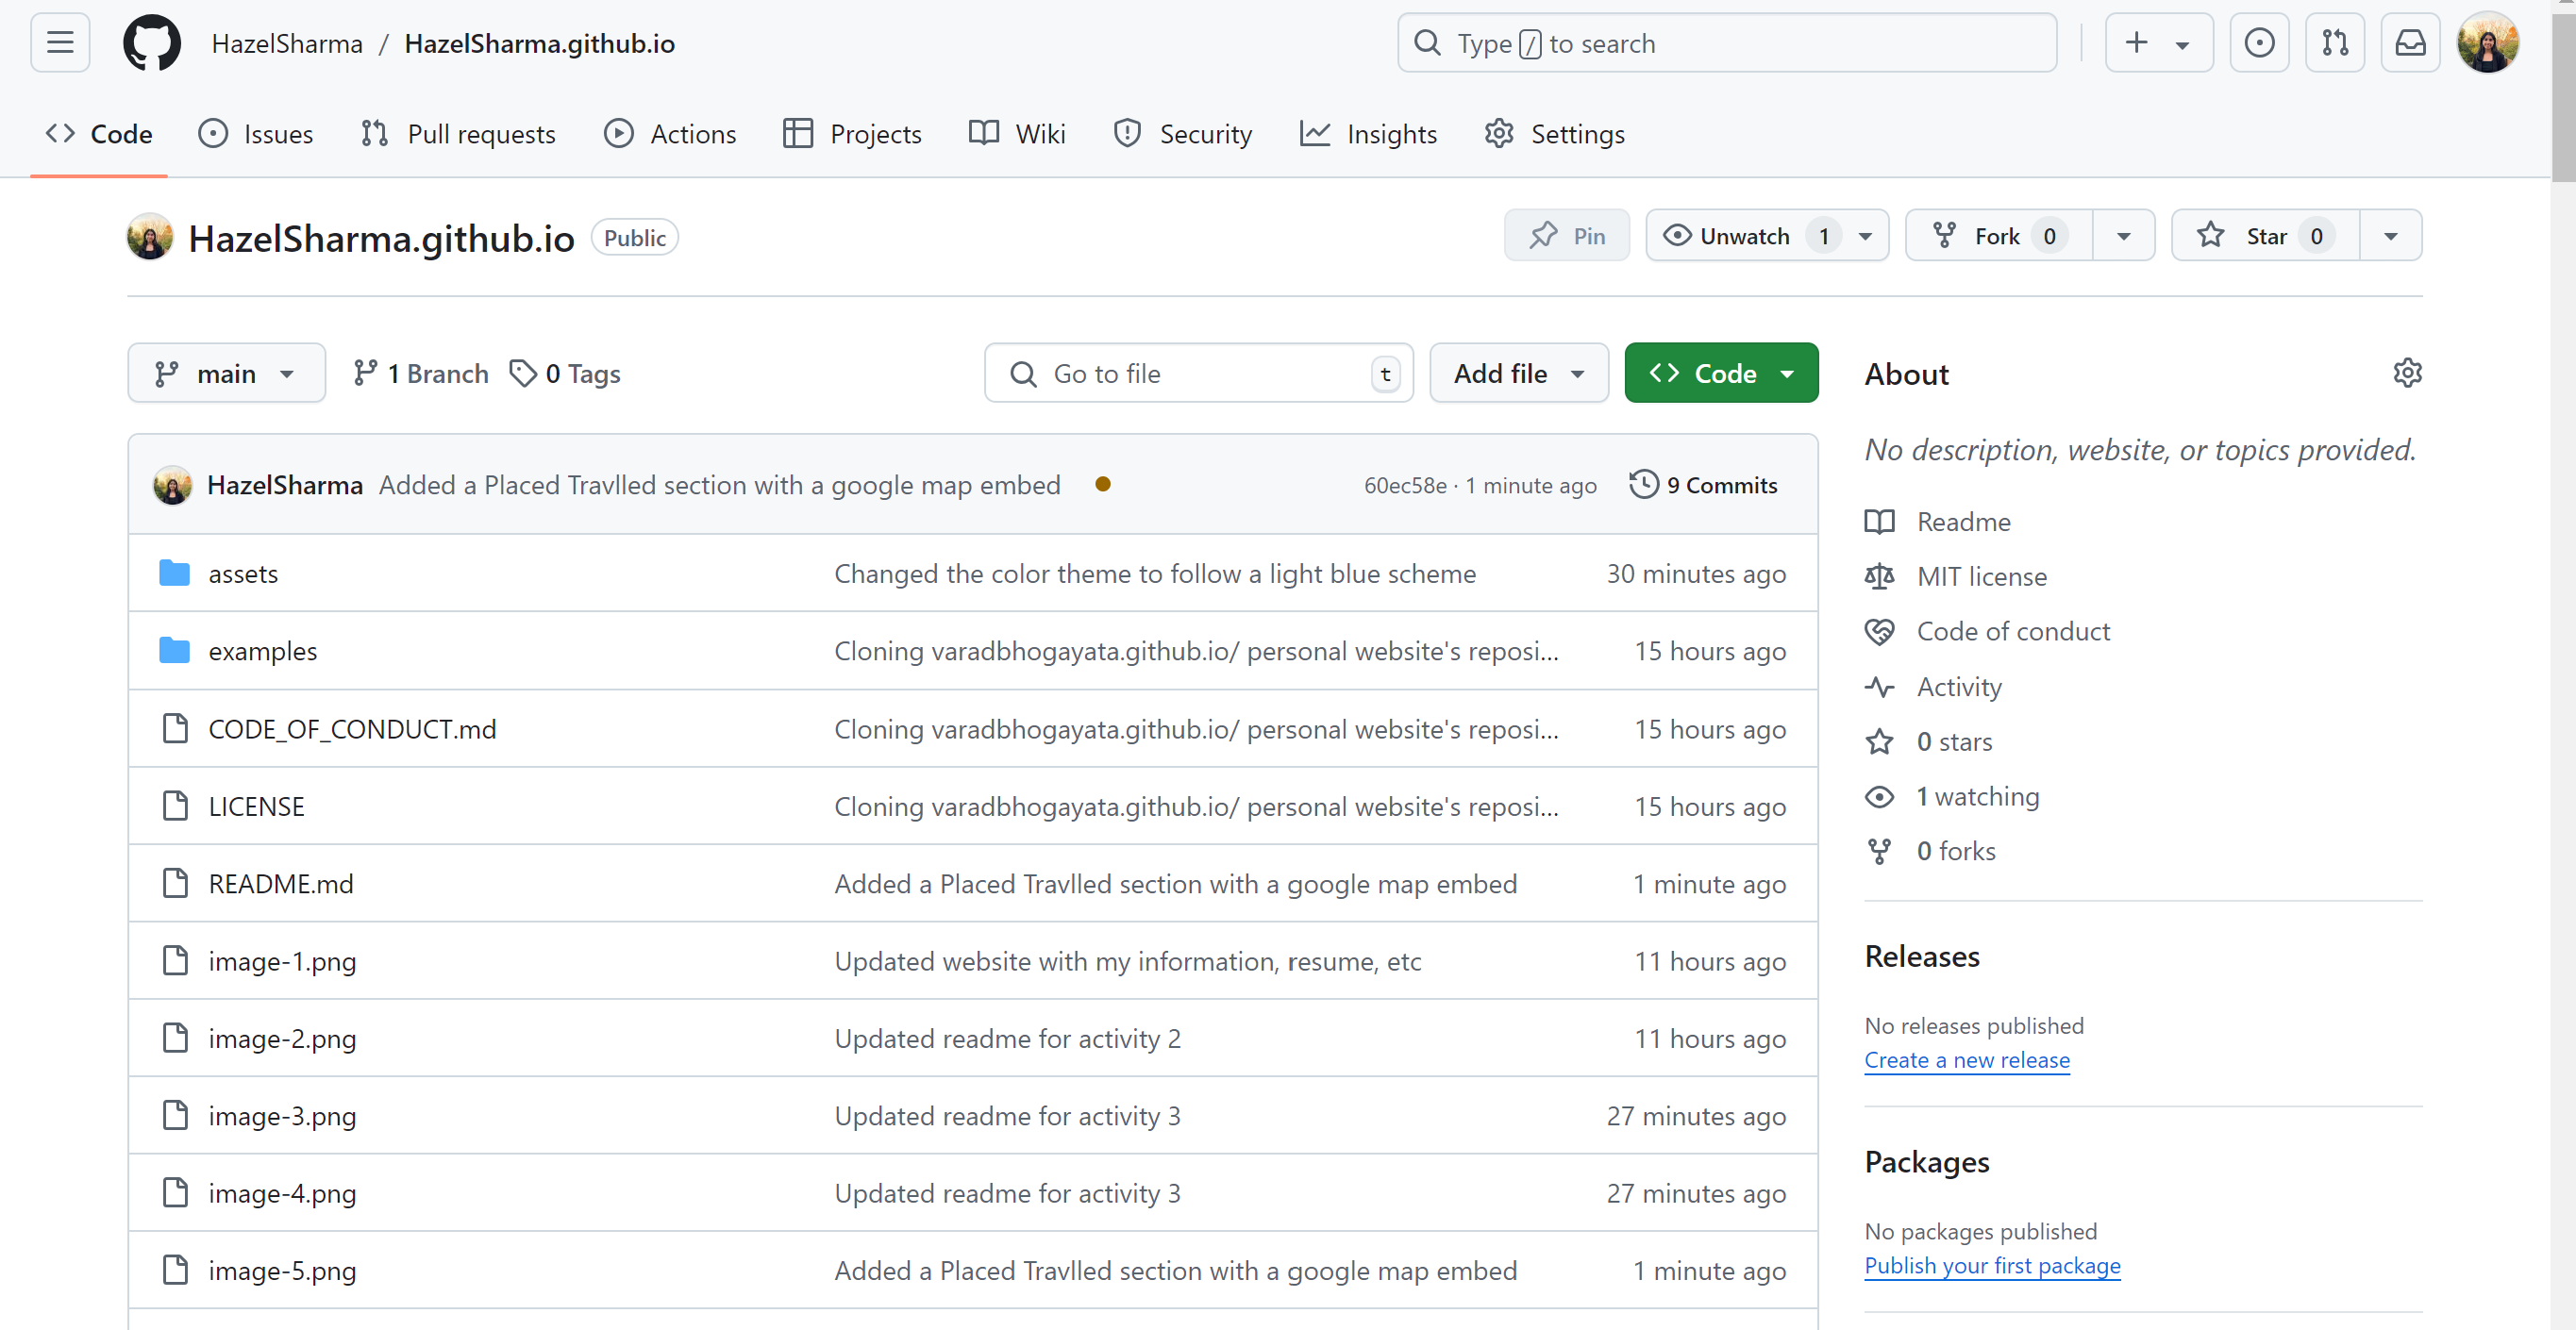 HazelSharma / HazelSharma.github.io
Type / to search
Code Issues Pull requests Actions Projects Wiki Security Insights Settings
HazelSharma.github.io Public
Pin Unwatch 1 Fork 0 Star 0
main 1 Branch 0 Tags
Go to file t Add file Code
HazelSharma Added a Placed Travlled section with a google map embed 60ec58e · 1 minute ago 9 Commits
assets Changed the color theme to follow a light blue scheme 30 minutes ago
examples Cloning varadbhogayata.github.io/ personal website's reposi... 15 hours ago
CODE_OF_CONDUCT.md Cloning varadbhogayata.github.io/ personal website's reposi... 15 hours ago
LICENSE Cloning varadbhogayata.github.io/ personal website's reposi... 15 hours ago
README.md Added a Placed Travlled section with a google map embed 1 minute ago
image-1.png Updated website with my information, resume, etc 11 hours ago
image-2.png Updated readme for activity 2 11 hours ago
image-3.png Updated readme for activity 3 27 minutes ago
image-4.png Updated readme for activity 3 27 minutes ago
image-5.png Added a Placed Travlled section with a google map embed 1 minute ago
About
No description, website, or topics provided.
Readme
MIT license
Code of conduct
Activity
0 stars
1 watching
0 forks
Releases
No releases published
Create a new release
Packages
No packages published
Publish your first package